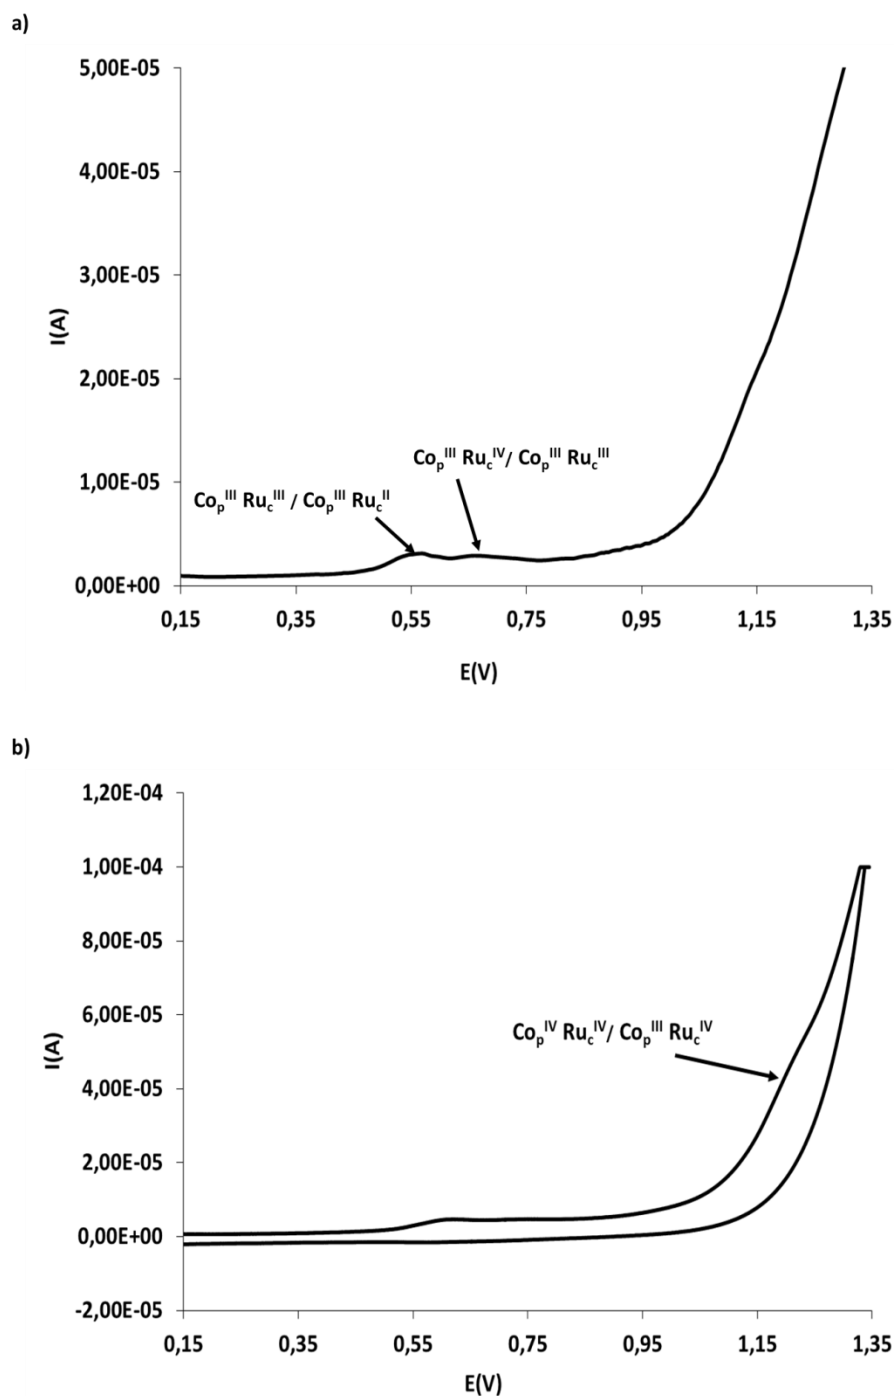 a)
5,00E-05
4,00E-05
3,00E-05
2,00E-05
1,00E-05
0,00E+00
I(A)
Co_p^III Ru_c^IV/ Co_p^III Ru_c^III
Co_p^III Ru_c^III / Co_p^III Ru_c^II
0,15 0,35 0,55 0,75 0,95 1,15 1,35
E(V)
b)
1,20E-04
1,00E-04
8,00E-05
6,00E-05
4,00E-05
2,00E-05
0,00E+00
-2,00E-05
I(A)
Co_p^IV Ru_c^IV/ Co_p^III Ru_c^IV
0,15 0,35 0,55 0,75 0,95 1,15 1,35
E(V)